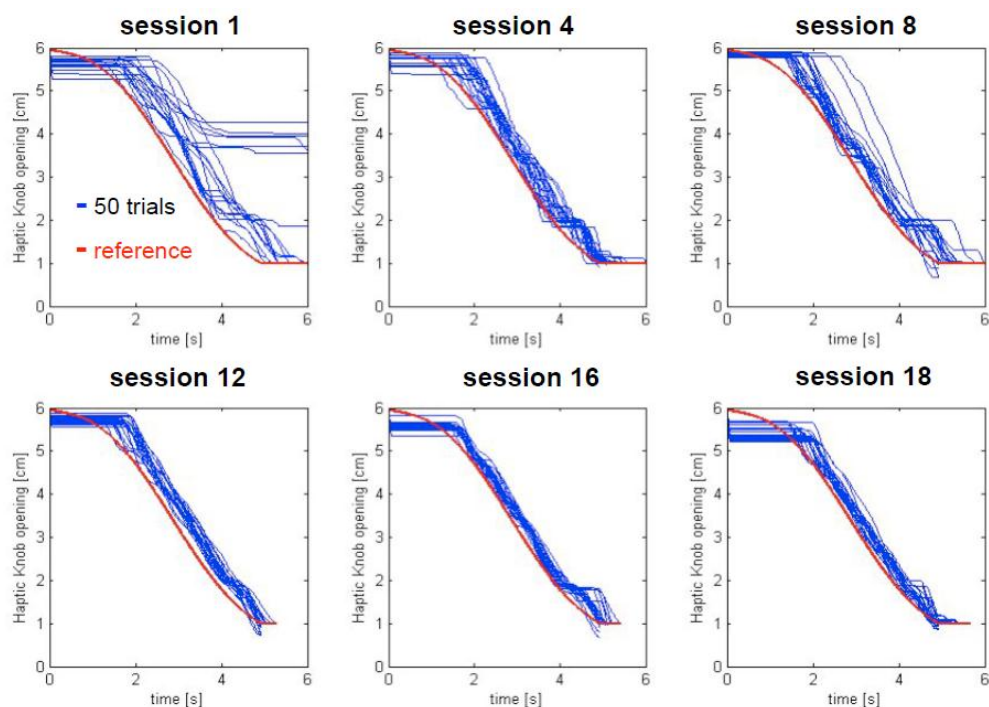 session 1
session 4
session 8
Haptic Knob opening [cm]
6
5
4
3
2
1
0
50 trials
reference
0 2 4 6
time [s]
Haptic Knob opening [cm]
6
5
4
3
2
1
0
0 2 4 6
time [s]
Haptic Knob opening [cm]
6
5
4
3
2
1
0
0 2 4 6
time [s]
session 12
session 16
session 18
Haptic Knob opening [cm]
6
5
4
3
2
1
0
0 2 4 6
time [s]
Haptic Knob opening [cm]
6
5
4
3
2
1
0
0 2 4 6
time [s]
Haptic Knob opening [cm]
6
5
4
3
2
1
0
0 2 4 6
time [s]